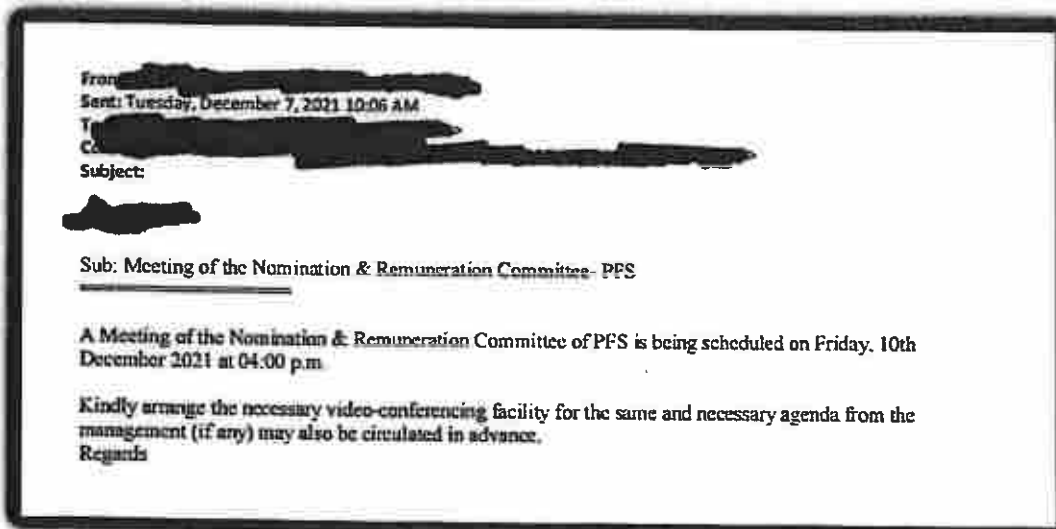 From
Sent: Tuesday, December 7, 2021 10:06 AM
Subject:
Sub: Meeting of the Nomination & Remuneration Committee- PFS
A Meeting of the Nomination & Remuneration Committee of PFS is being scheduled on Friday, 10th
December 2021 at 04:00 p.m
Kindly arrange the necessary video-conferencing facility for the same and necessary agenda from the
management (if any) may also be circulated in advance.
Regards